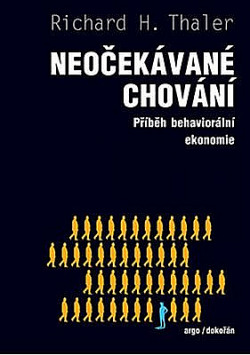 Richard H. Thaler
NEOČEKÁVANÉ
CHOVÁNÍ
Příběh behaviorální
ekonomie
argo/dokořán